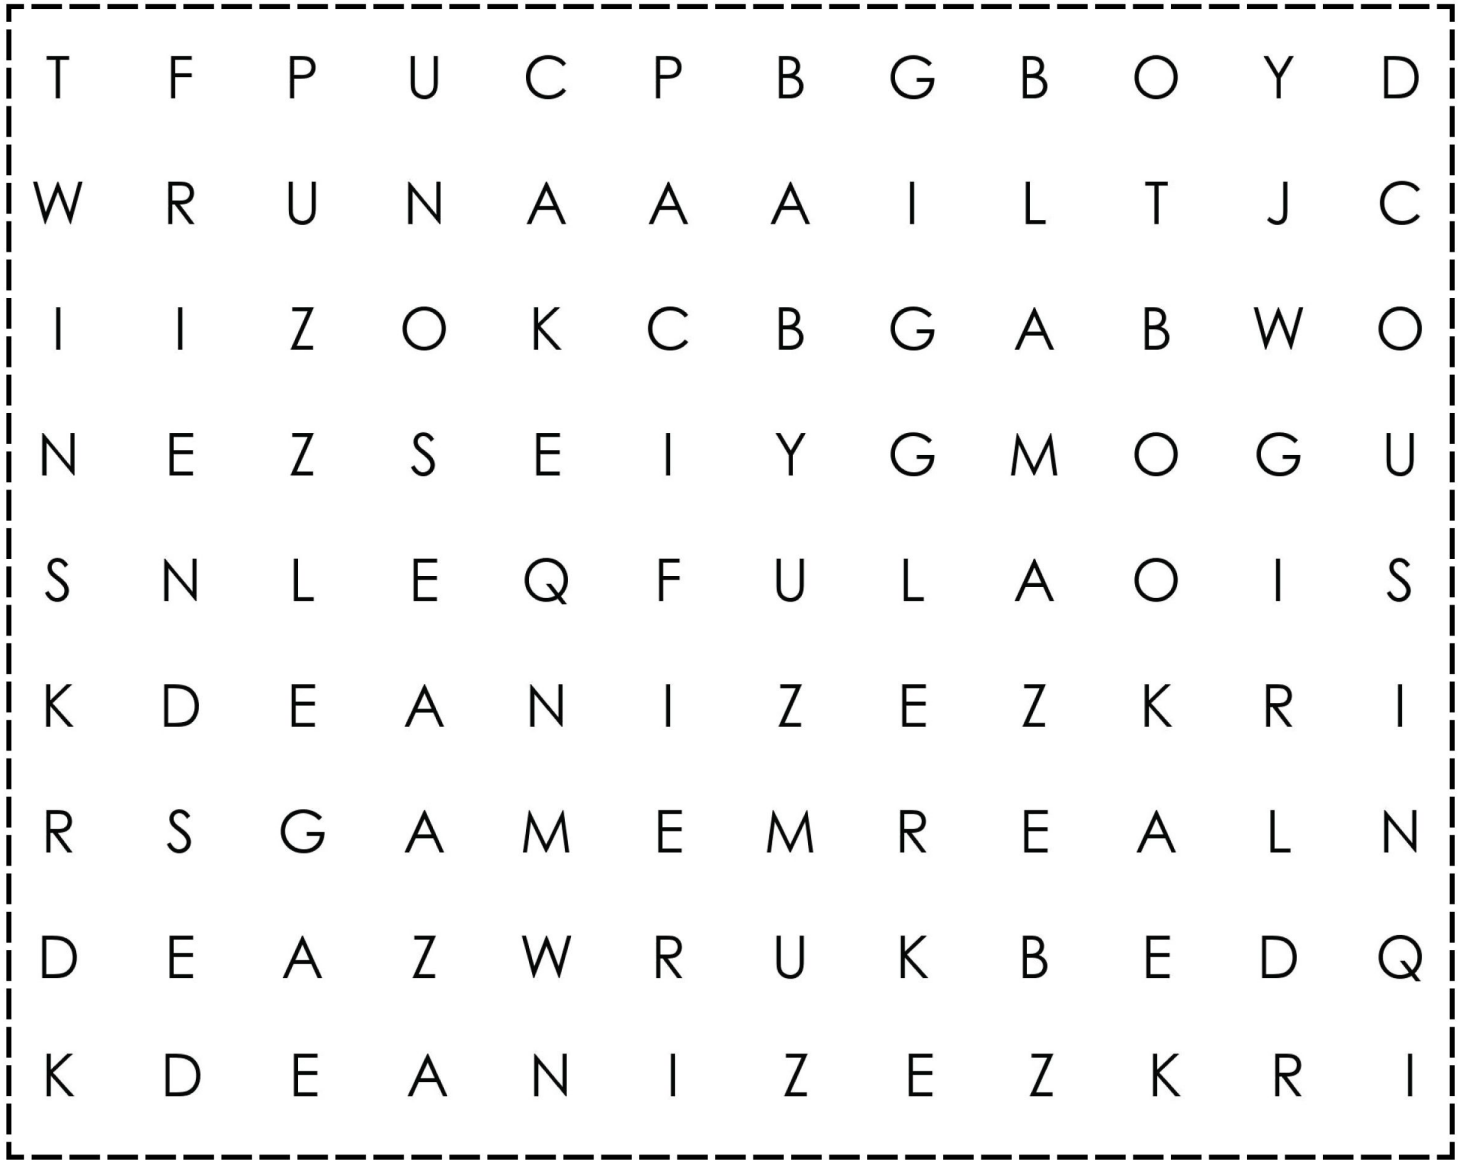 T F P U C P B G B O Y D
W R U N A A A I L T J C
I I Z O K C B G A B W O
N E Z S E I Y G M O G U
S N L E Q F U L A O I S
K D E A N I Z E Z K R I
R S G A M E M R E A L N
D E A Z W R U K B E D Q
K D E A N I Z E Z K R I